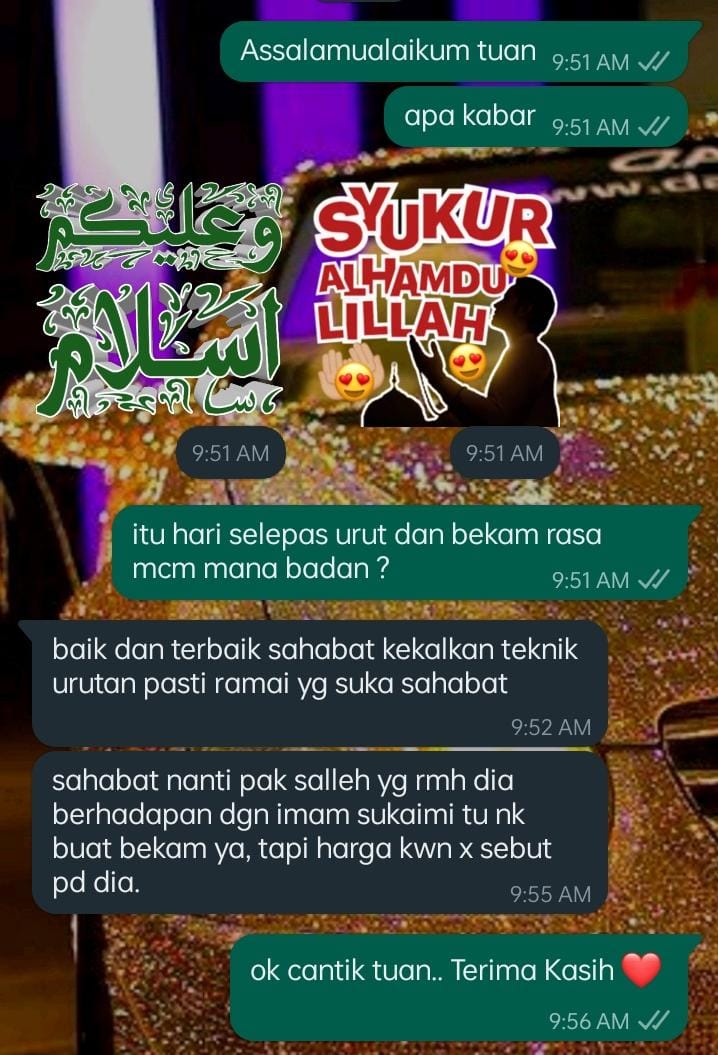 Assalamualaikum tuan
9:51 AM
apa kabar
9:51 AM
وعليكم
اسلام
SYUKUR
ALHAMDU
LILLAH
9:51 AM
9:51 AM
itu hari selepas urut dan bekam rasa
mcm mana badan ?
9:51 AM
baik dan terbaik sahabat kekalkan teknik
urutan pasti ramai yg suka sahabat
9:52 AM
sahabat nanti pak salleh yg rmh dia
berhadapan dgn imam sukaimi tu nk
buat bekam ya, tapi harga kwn x sebut
pd dia.
9:55 AM
ok cantik tuan.. Terima Kasih ❤️
9:56 AM